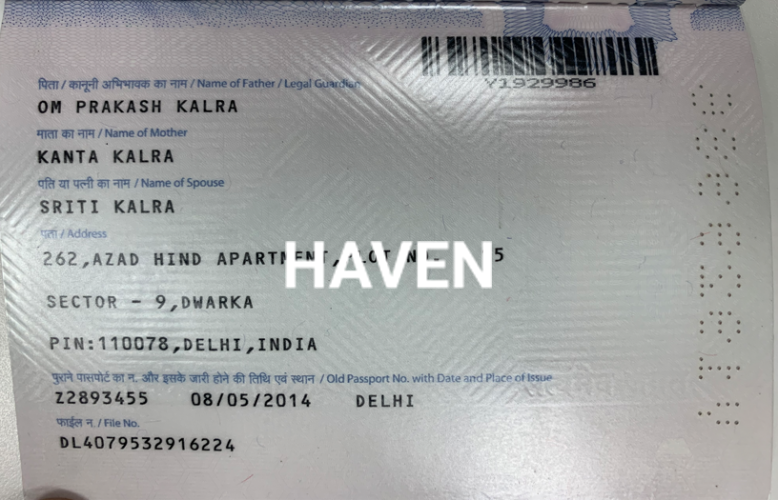 Y1929986
पिता / कानूनी अभिभावक का नाम / Name of Father / Legal Guardian
OM PRAKASH KALRA
माता का नाम / Name of Mother
KANTA KALRA
पति या पत्नी का नाम / Name of Spouse
SRITI KALRA
पता / Address
262,AZAD HIND APARTMENT, 5
HAVEN
SECTOR - 9,DWARKA
PIN:110078,DELHI,INDIA
पुराने पासपोर्ट का न. और इसके जारी होने की तिथि एवं स्थान / Old Passport No. with Date and Place of Issue
Z2893455 08/05/2014 DELHI
फाईल न. / File No.
DL4079532916224